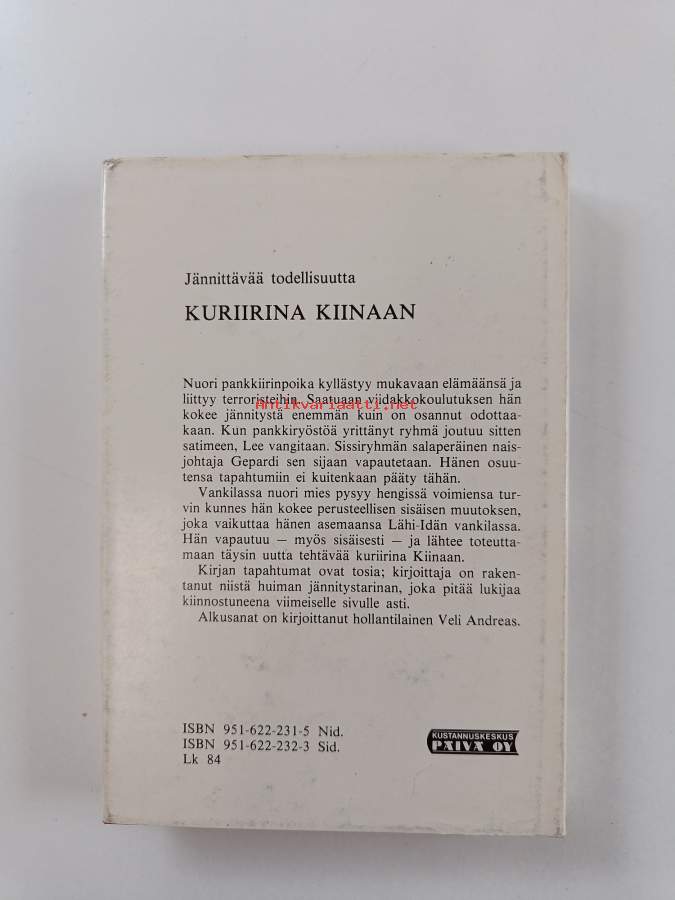 Jännittävää todellisuutta
KURIIRINA KIINAAN
Nuori pankkiirinpoika kyllästyy mukavaan elämäänsä ja
liittyy terroristeihin. Saatuaan viidakkokoulutuksen hän
Antikvariaatti.net
kokee jännitystä enemmän kuin on osannut odottaa-
kaan. Kun pankkiryöstöä yrittänyt ryhmä joutuu sitten
satimeen, Lee vangitaan. Sissiryhmän salaperäinen nais-
johtaja Gepardi sen sijaan vapautetaan. Hänen osuu-
tensa tapahtumiin ei kuitenkaan pääty tähän.
Vankilassa nuori mies pysyy hengissä voimiensa tur-
vin kunnes hän kokee perusteellisen sisäisen muutoksen,
joka vaikuttaa hänen asemaansa Lähi-Idän vankilassa.
Hän vapautuu — myös sisäisesti — ja lähtee toteutta-
maan täysin uutta tehtävää kuriirina Kiinaan.
Kirjan tapahtumat ovat tosia; kirjoittaja on raken-
tanut niistä huiman jännitystarinan, joka pitää lukijaa
kiinnostuneena viimeiselle sivulle asti.
Alkusanat on kirjoittanut hollantilainen Veli Andreas.
ISBN 951-622-231-5 Nid.
ISBN 951-622-232-3 Sid.
Lk 84
KUSTANNUSKESKUS
PÄIVÄ OY